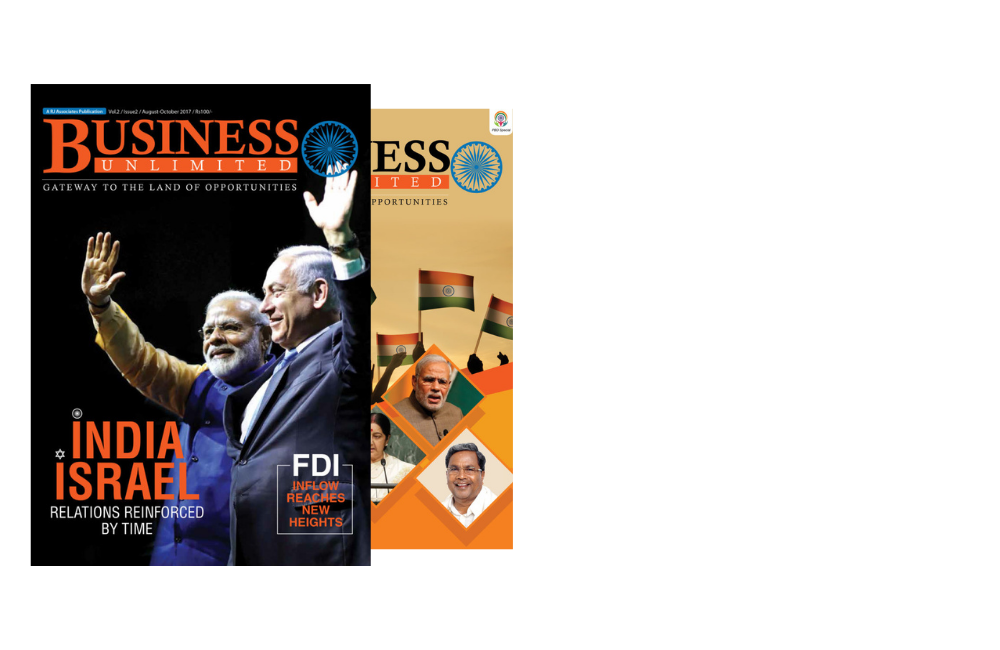 A RJ Associates Publication Vol.2 / Issue2 / August-October 2017 / Rs100/-
BUSINESS
UNLIMITED
GATEWAY TO THE LAND OF OPPORTUNITIES
INDIA
ISRAEL
RELATIONS REINFORCED
BY TIME
FDI
INFLOW
REACHES
NEW
HEIGHTS
ESS
ITED
PPORTUNITIES